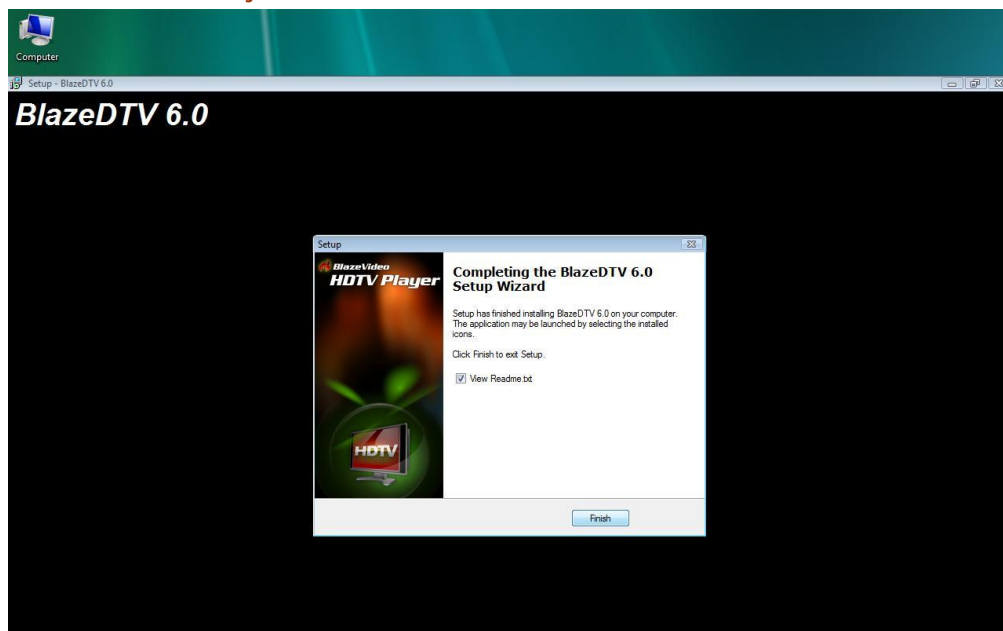 Computer
Setup - BlazeDTV 6.0
BlazeDTV 6.0
Setup
BlazeVideo
HDTV Player
HDTV
Completing the BlazeDTV 6.0
Setup Wizard
Setup has finished installing BlazeDTV 6.0 on your computer.
The application may be launched by selecting the installed
icons.
Click Finish to exit Setup.
View Readme.txt
Finish